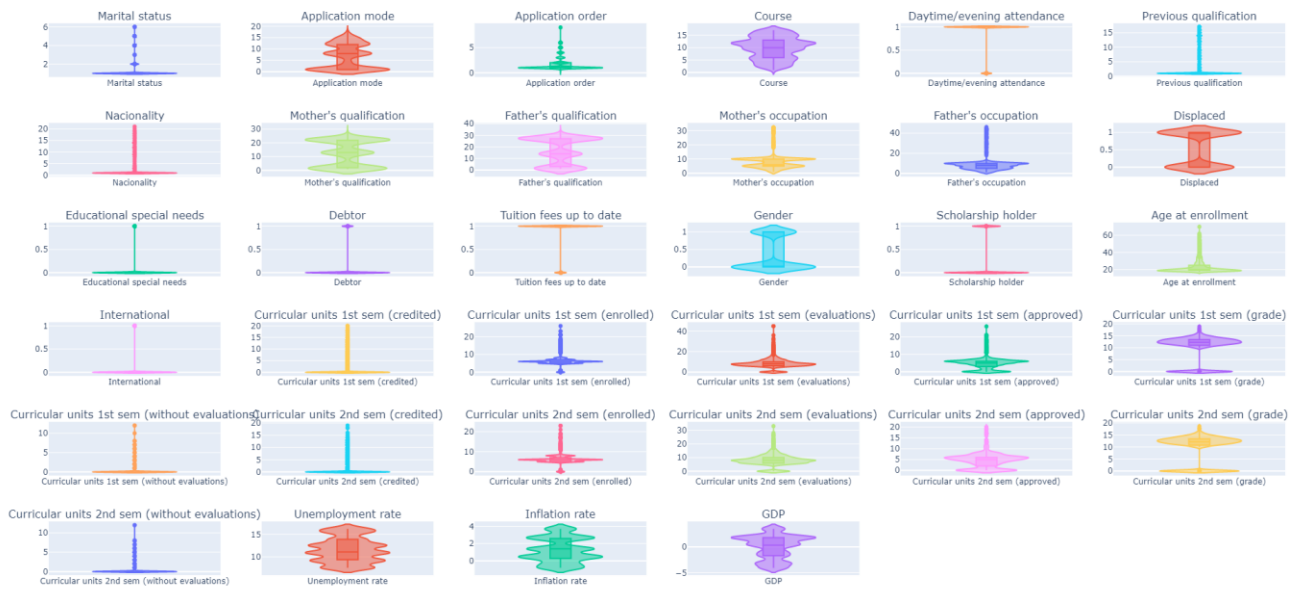 Marital status
Application mode
Application order
Course
Daytime/evening attendance
Previous qualification
6
4
2
20
15
10
5
0
5
0
15
10
5
0
1
0.5
0
15
10
5
0
Marital status
Application mode
Application order
Course
Daytime/evening attendance
Previous qualification
Nacionality
Mother's qualification
Father's qualification
Mother's occupation
Father's occupation
Displaced
20
15
10
5
0
30
20
10
0
40
30
20
10
0
30
20
10
0
40
20
0
1
0.5
0
Nacionality
Mother's qualification
Father's qualification
Mother's occupation
Father's occupation
Displaced
Educational special needs
Debtor
Tuition fees up to date
Gender
Scholarship holder
Age at enrollment
1
0.5
0
1
0.5
0
1
0.5
0
1
0.5
0
1
0.5
0
60
40
20
Educational special needs
Debtor
Tuition fees up to date
Gender
Scholarship holder
Age at enrollment
International
Curricular units 1st sem (credited)
Curricular units 1st sem (enrolled)
Curricular units 1st sem (evaluations)
Curricular units 1st sem (approved)
Curricular units 1st sem (grade)
1
0.5
0
20
15
10
5
0
20
10
0
40
20
0
20
10
0
20
15
10
5
0
International
Curricular units 1st sem (credited)
Curricular units 1st sem (enrolled)
Curricular units 1st sem (evaluations)
Curricular units 1st sem (approved)
Curricular units 1st sem (grade)
Curricular units 1st sem (without evaluations)
Curricular units 2nd sem (credited)
Curricular units 2nd sem (enrolled)
Curricular units 2nd sem (evaluations)
Curricular units 2nd sem (approved)
Curricular units 2nd sem (grade)
10
5
0
20
15
10
5
0
20
10
0
30
20
10
0
20
15
10
5
0
15
10
5
0
Curricular units 1st sem (without evaluations)
Curricular units 2nd sem (credited)
Curricular units 2nd sem (enrolled)
Curricular units 2nd sem (evaluations)
Curricular units 2nd sem (approved)
Curricular units 2nd sem (grade)
Curricular units 2nd sem (without evaluations)
Unemployment rate
Inflation rate
GDP
10
5
0
15
10
4
2
0
0
−5
Curricular units 2nd sem (without evaluations)
Unemployment rate
Inflation rate
GDP